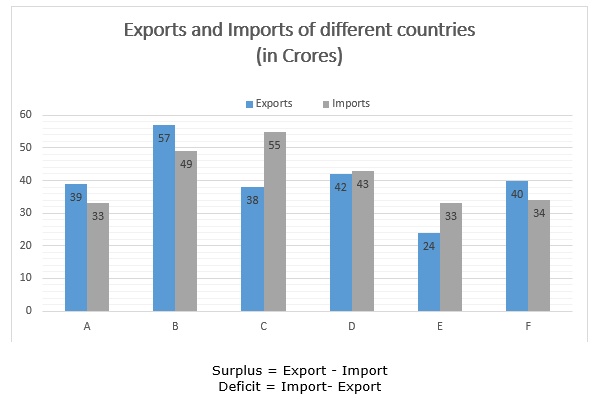 Exports and Imports of different countries
(in Crores)
Exports Imports
60
50
40
30
20
10
0
39 33 57 49 38 55 42 43 24 33 40 34
A B C D E F
Surplus = Export - Import
Deficit = Import- Export